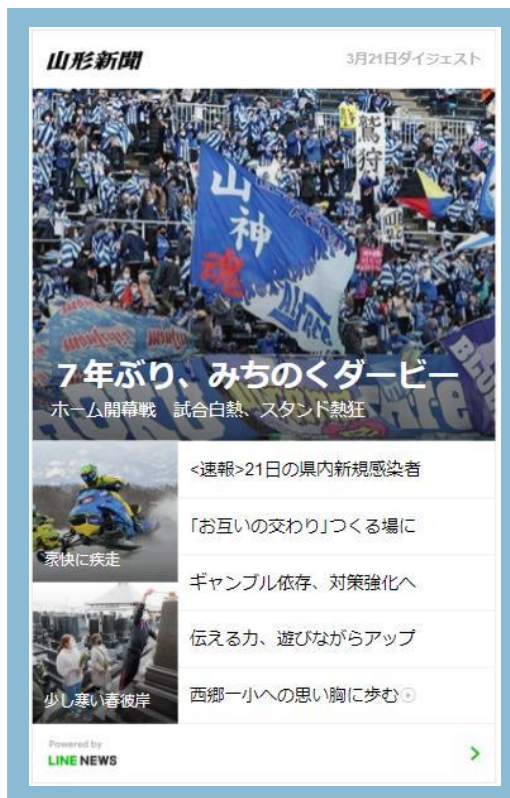 山形新聞
3月21日ダイジェスト
鷲
狩
山
神
魂
Alfree
７年ぶり、みちのくダービー
ホーム開幕戦　試合白熱、スタンド熱狂
豪快に疾走
<速報>21日の県内新規感染者
「お互いの交わり」つくる場に
ギャンブル依存、対策強化へ
伝える力、遊びながらアップ
少し寒い春彼岸
西郷一小への思い胸に歩む
Powered by
LINE NEWS